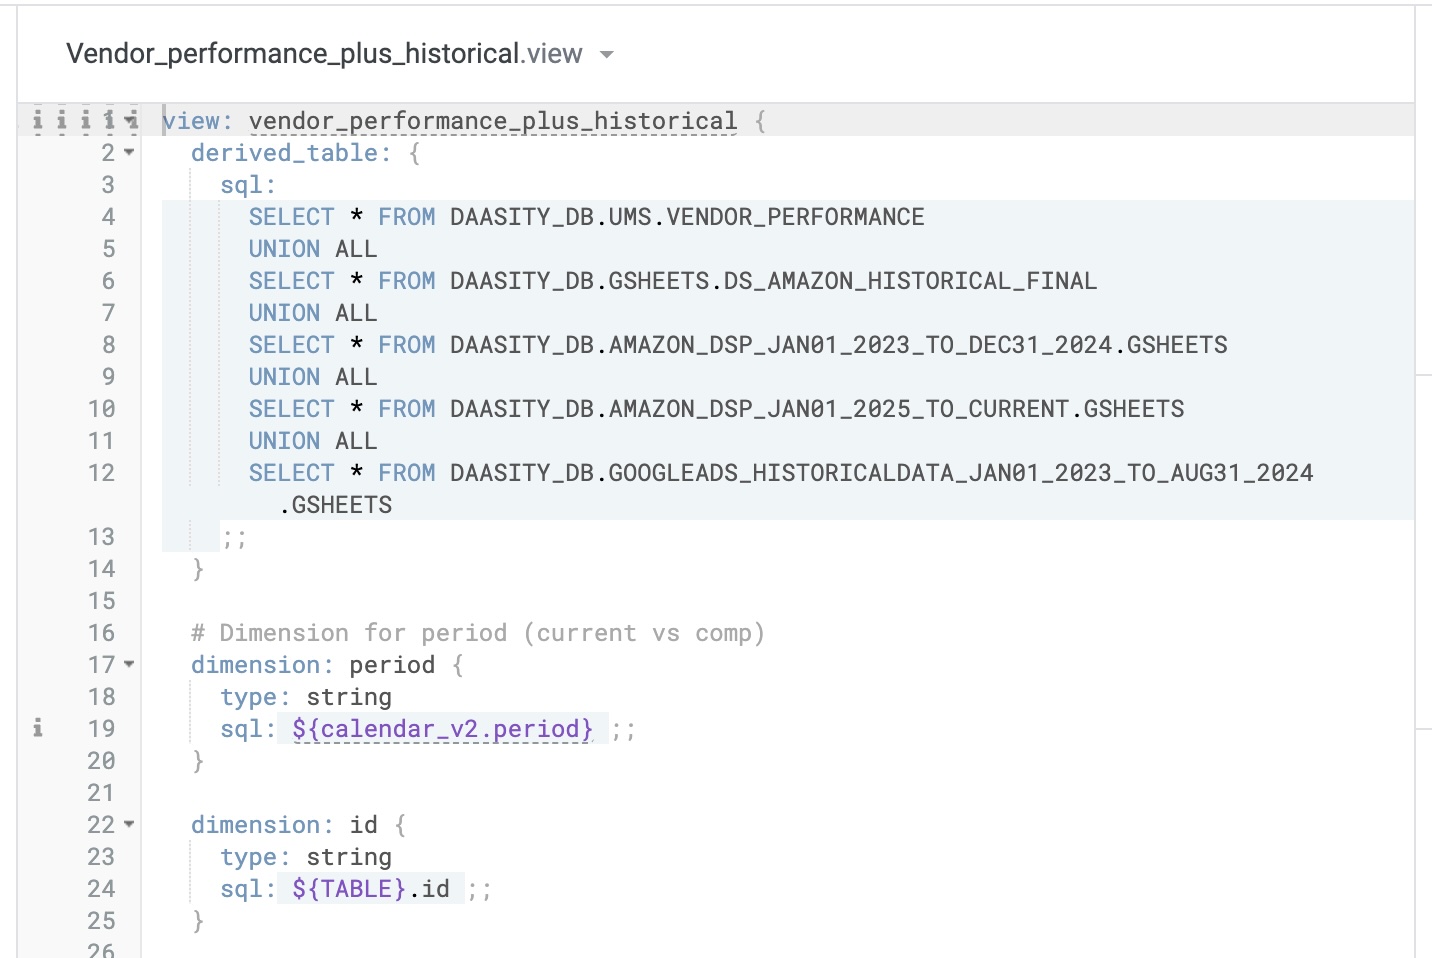 Vendor_performance_plus_historical.view
1 view: vendor_performance_plus_historical {
2 derived_table: {
3 sql:
4 SELECT * FROM DAASITY_DB.UMS.VENDOR_PERFORMANCE
5 UNION ALL
6 SELECT * FROM DAASITY_DB.GSHEETS.DS_AMAZON_HISTORICAL_FINAL
7 UNION ALL
8 SELECT * FROM DAASITY_DB.AMAZON_DSP_JAN01_2023_TO_DEC31_2024.GSHEETS
9 UNION ALL
10 SELECT * FROM DAASITY_DB.AMAZON_DSP_JAN01_2025_TO_CURRENT.GSHEETS
11 UNION ALL
12 SELECT * FROM DAASITY_DB.GOOGLEADS_HISTORICALDATA_JAN01_2023_TO_AUG31_2024
.GSHEETS
13 ;;
14 }
15
16 # Dimension for period (current vs comp)
17 dimension: period {
18 type: string
19 sql: ${calendar_v2.period} ;;
20 }
21
22 dimension: id {
23 type: string
24 sql: ${TABLE}.id ;;
25 }
26